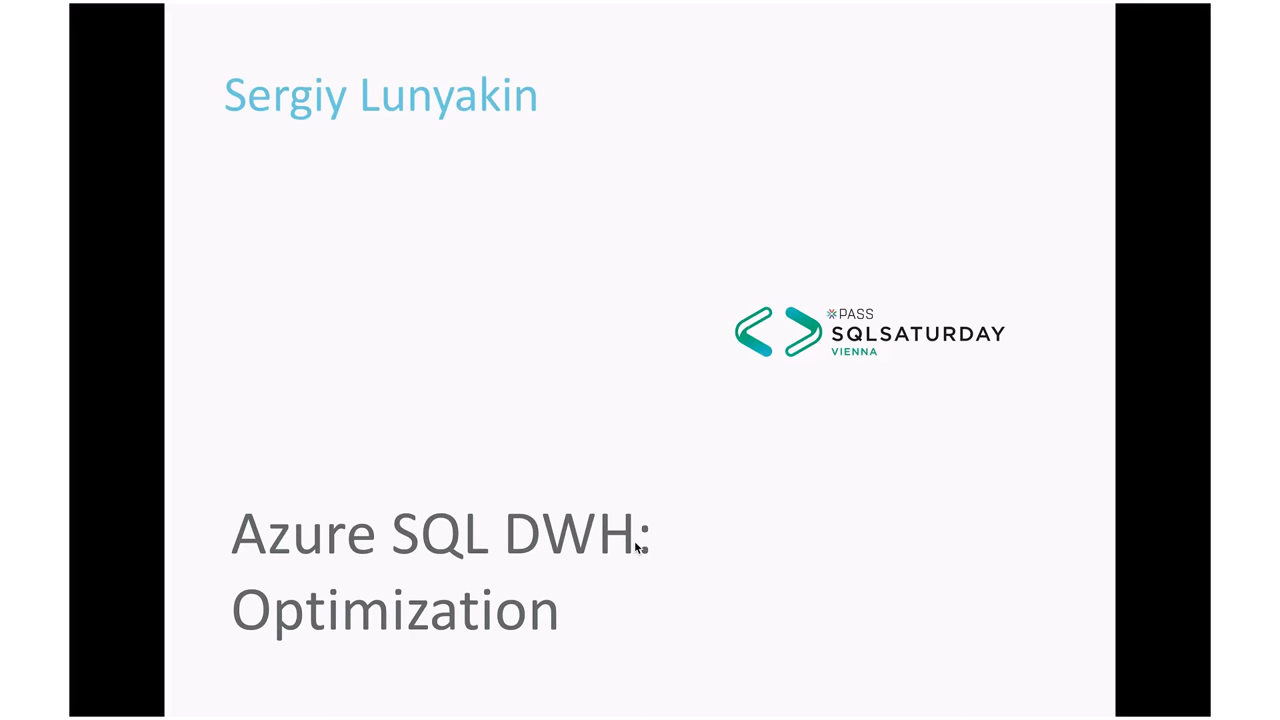 Sergiy Lunyakin
PASS
SQLSATURDAY
VIENNA
Azure SQL DWH:
Optimization